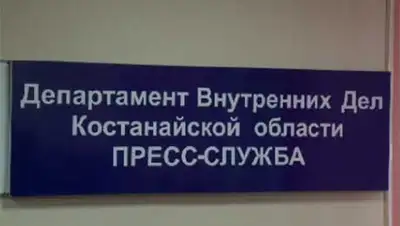 Департамент Внутренних Дел
Костанайской области
ПРЕСС-СЛУЖБА